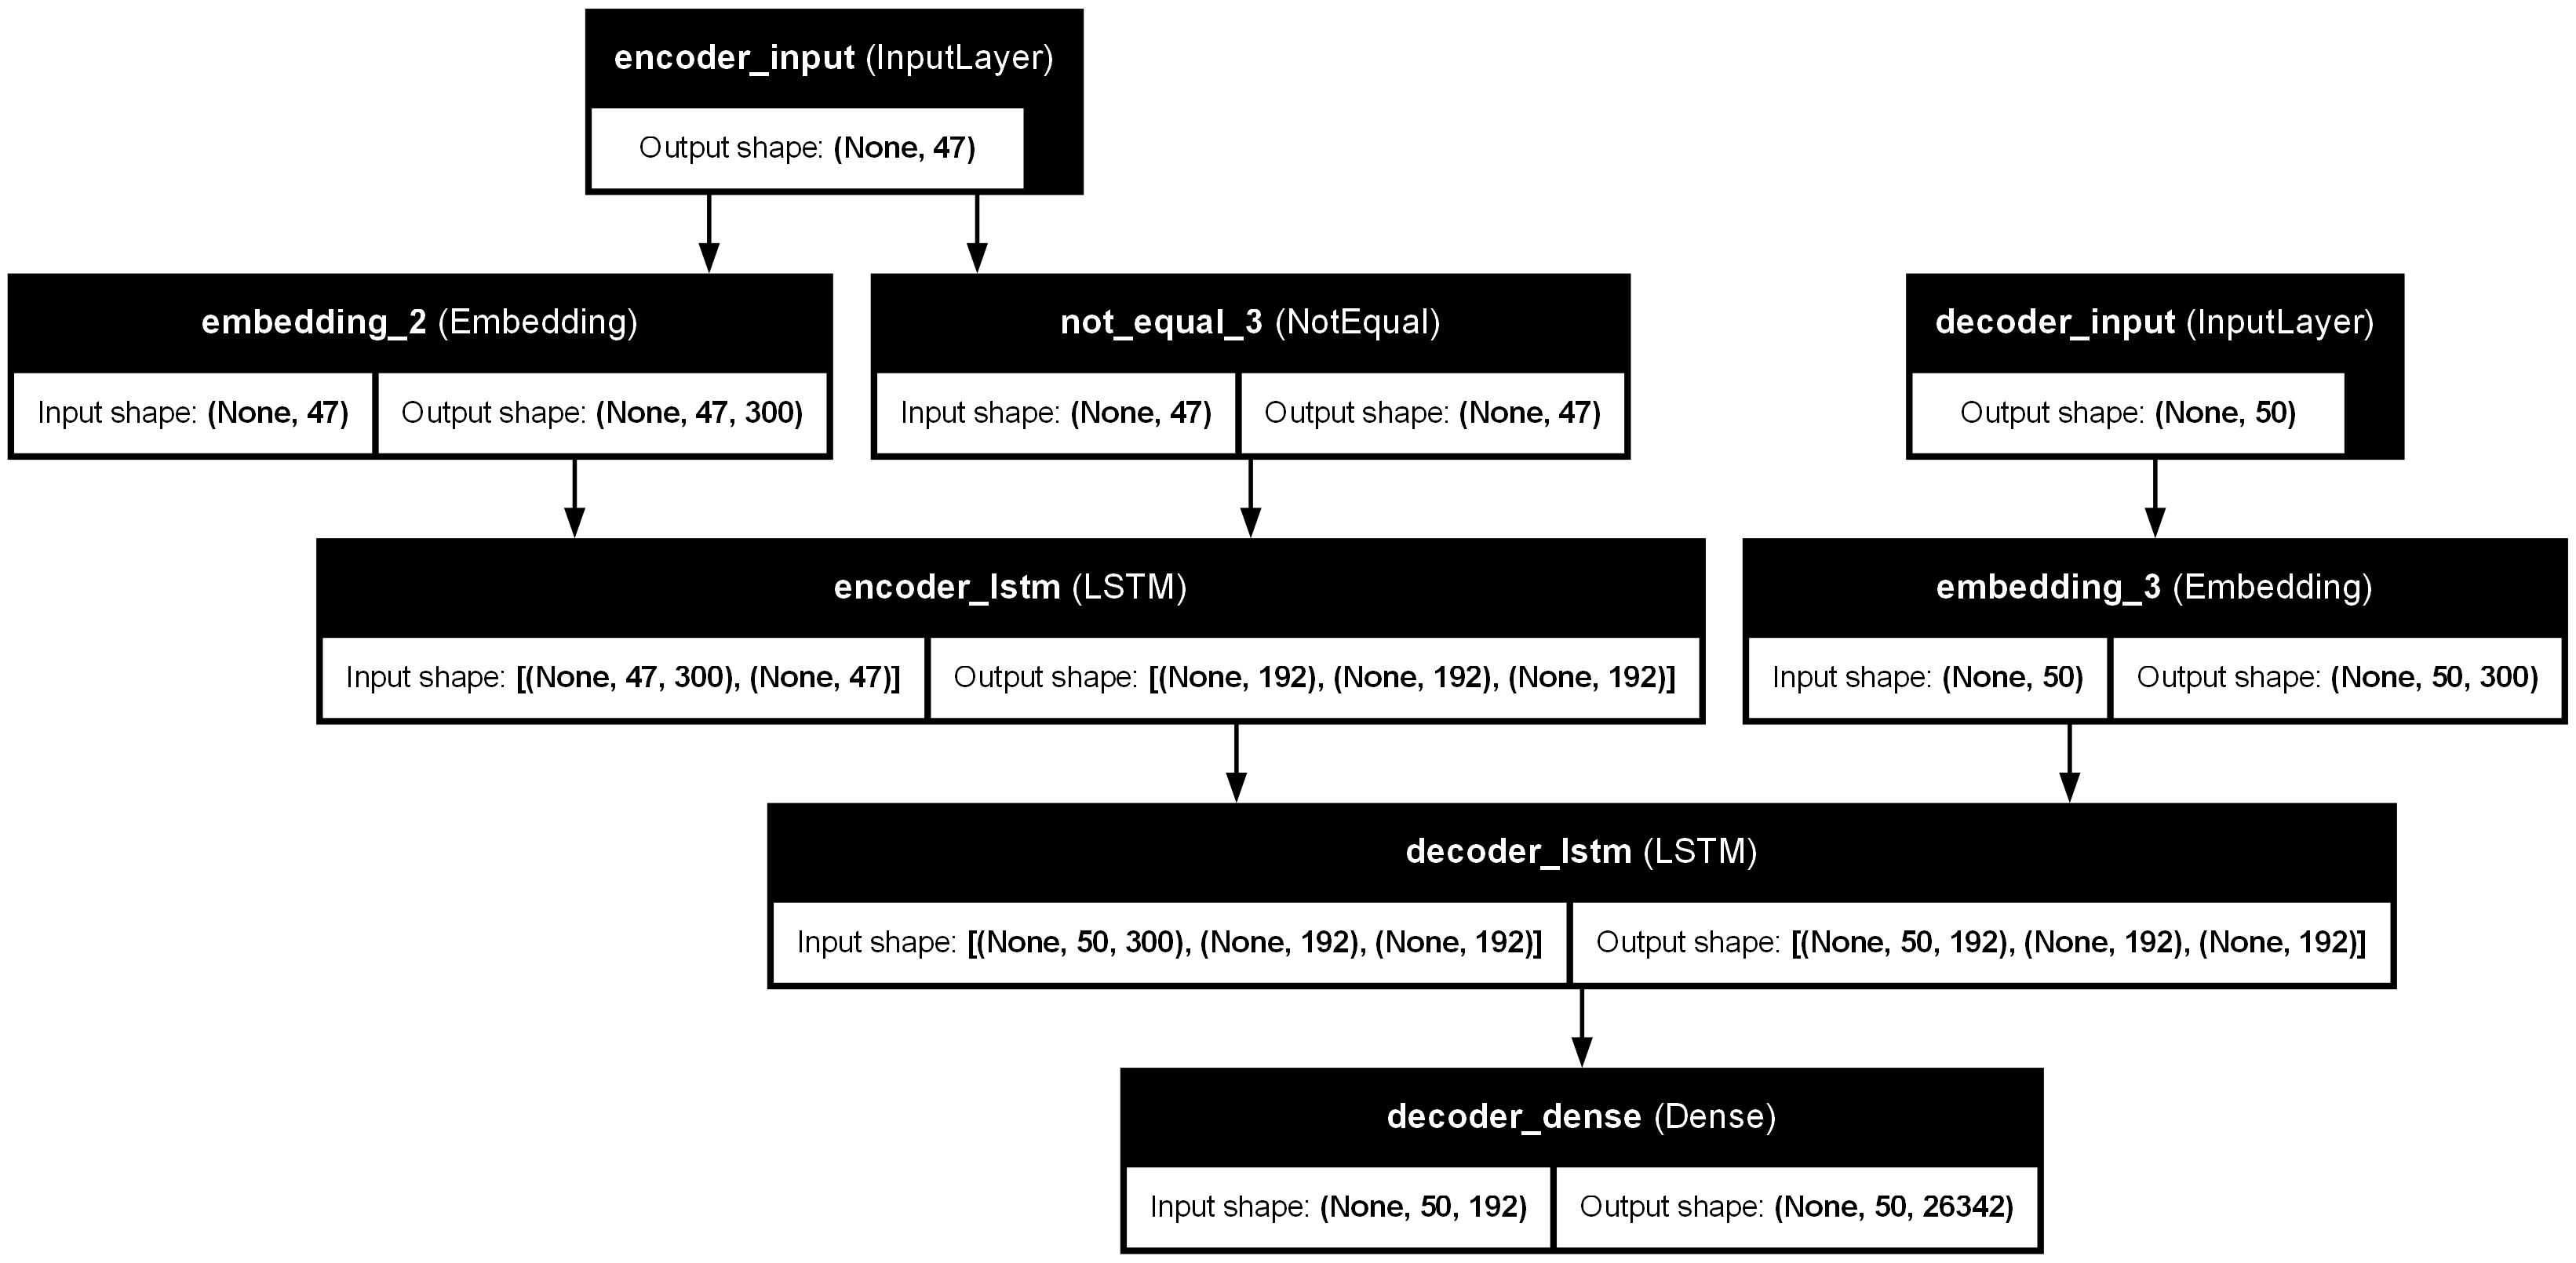 encoder_input (InputLayer)
Output shape: (None, 47)
embedding_2 (Embedding)
Input shape: (None, 47)
Output shape: (None, 47, 300)
not_equal_3 (NotEqual)
Input shape: (None, 47)
Output shape: (None, 47)
decoder_input (InputLayer)
Output shape: (None, 50)
encoder_lstm (LSTM)
Input shape: [(None, 47, 300), (None, 47)]
Output shape: [(None, 192), (None, 192), (None, 192)]
embedding_3 (Embedding)
Input shape: (None, 50)
Output shape: (None, 50, 300)
decoder_lstm (LSTM)
Input shape: [(None, 50, 300), (None, 192), (None, 192)]
Output shape: [(None, 50, 192), (None, 192), (None, 192)]
decoder_dense (Dense)
Input shape: (None, 50, 192)
Output shape: (None, 50, 26342)